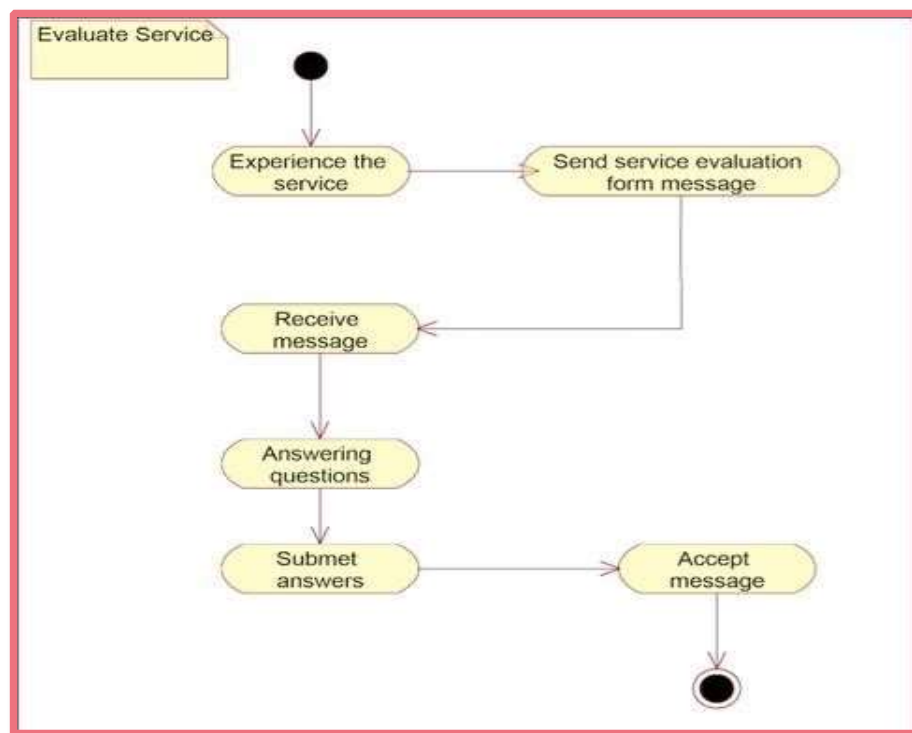 Evaluate Service
Experience the
service
Send service evaluation
form message
Receive
message
Answering
questions
Submet
answers
Accept
message